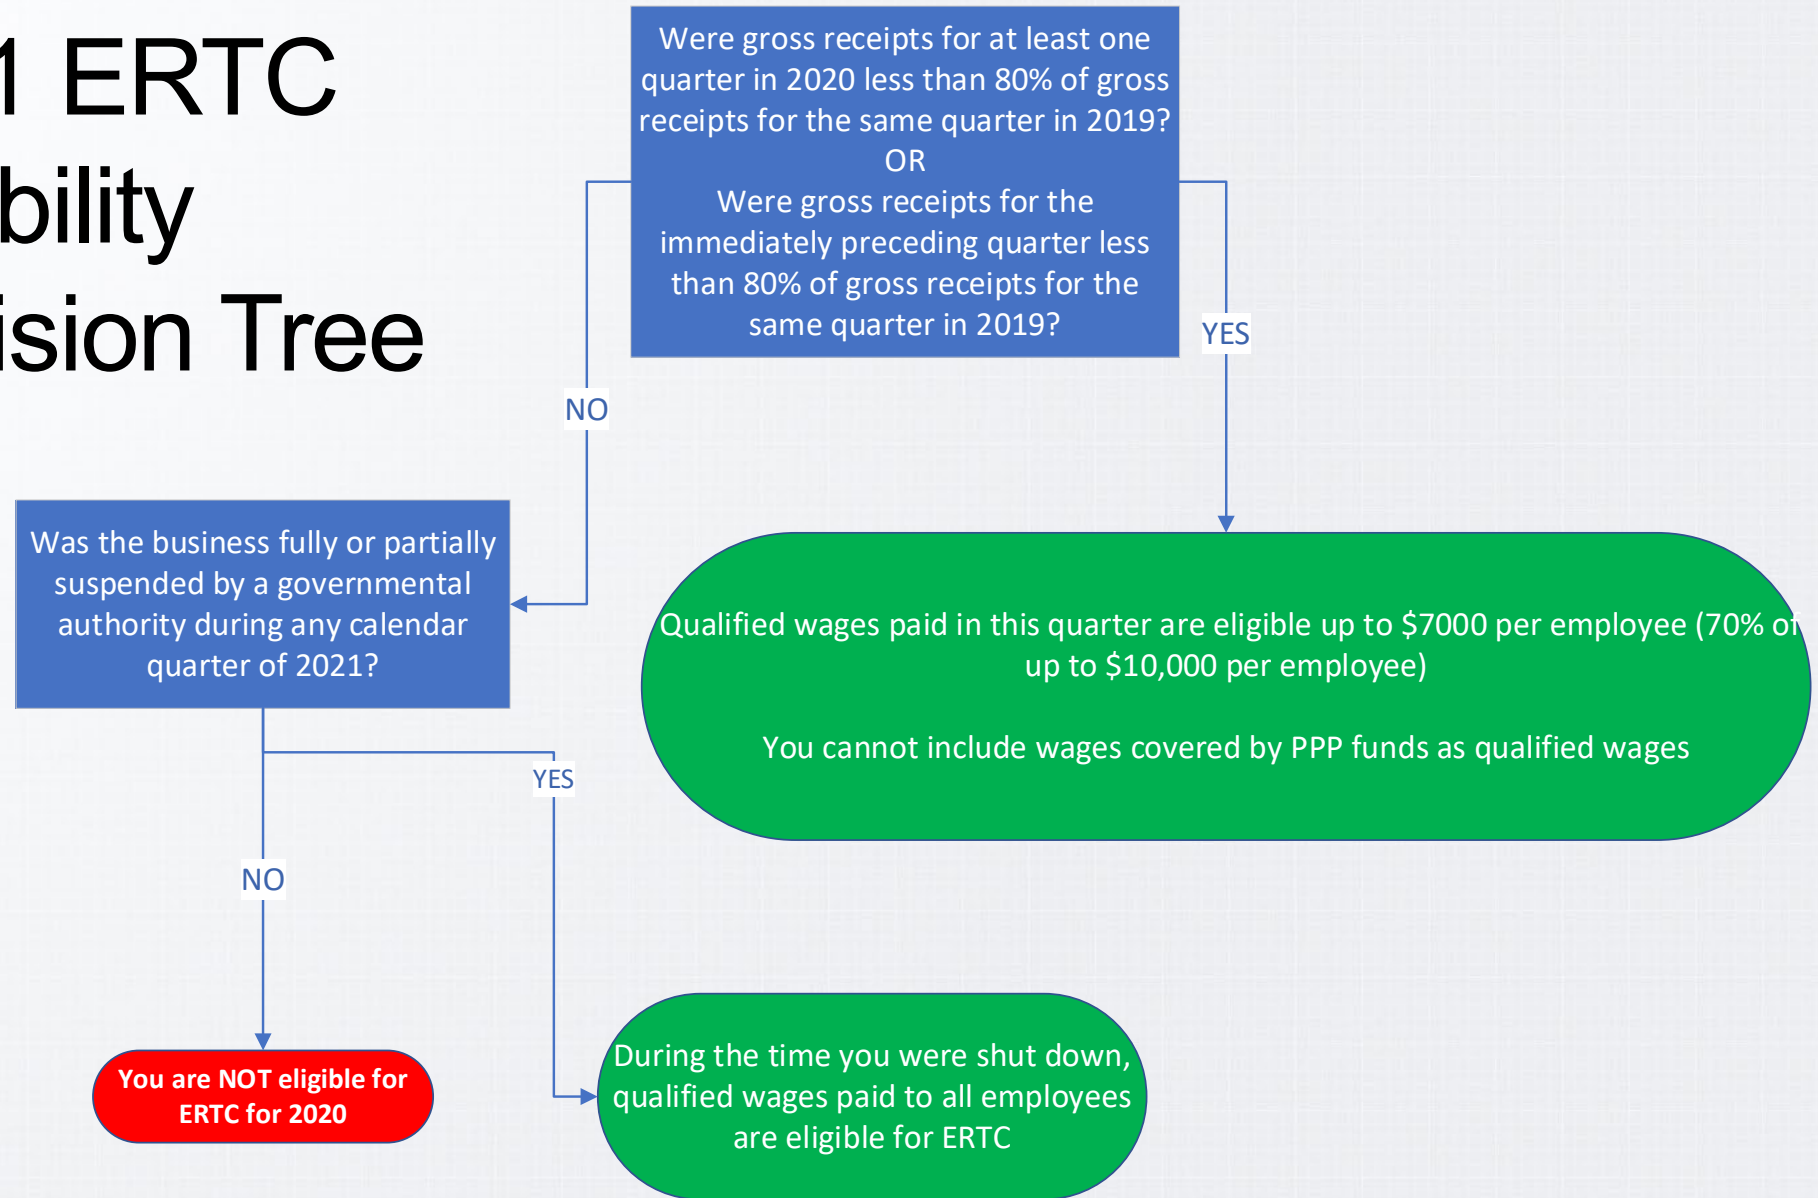 1 ERTC
bility
ision Tree
Were gross receipts for at least one
quarter in 2020 less than 80% of gross
receipts for the same quarter in 2019?
OR
Were gross receipts for the
immediately preceding quarter less
than 80% of gross receipts for the
same quarter in 2019?
YES
NO
Was the business fully or partially
suspended by a governmental
authority during any calendar
quarter of 2021?
Qualified wages paid in this quarter are eligible up to $7000 per employee (70% of
up to $10,000 per employee)
You cannot include wages covered by PPP funds as qualified wages
YES
NO
You are NOT eligible for
ERTC for 2020
During the time you were shut down,
qualified wages paid to all employees
are eligible for ERTC